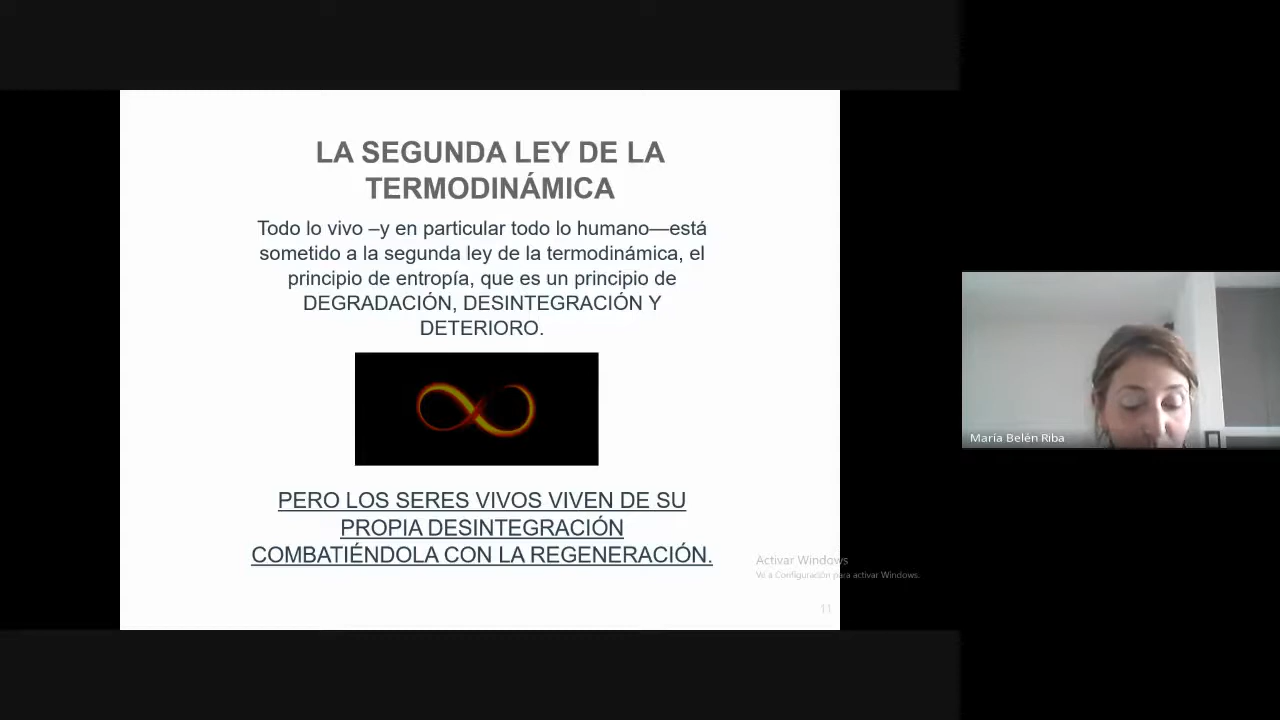 LA SEGUNDA LEY DE LA
TERMODINÁMICA
Todo lo vivo –y en particular todo lo humano—está
sometido a la segunda ley de la termodinámica, el
principio de entropía, que es un principio de
DEGRADACIÓN, DESINTEGRACIÓN Y
DETERIORO.
PERO LOS SERES VIVOS VIVEN DE SU
PROPIA DESINTEGRACIÓN
COMBATIÉNDOLA CON LA REGENERACIÓN.
Activar Windows
Ve a Configuración para activar Windows.
11
María Belén Riba